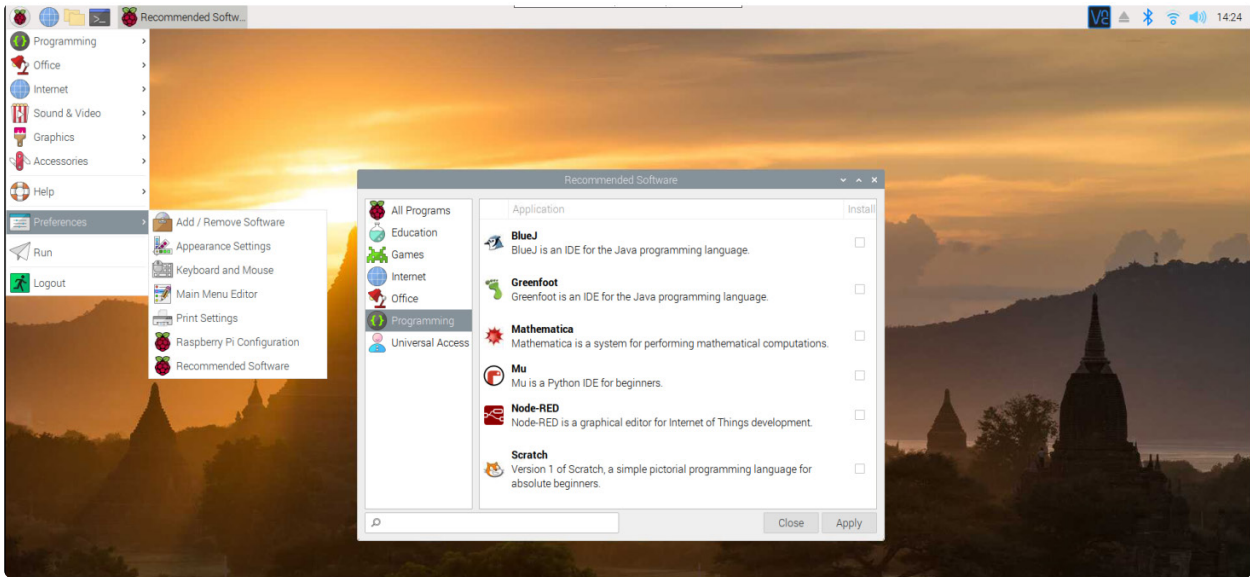 Recommended Softw...
V2
14:24
Programming
Office
Internet
Sound & Video
Graphics
Accessories
Help
Preferences
Run
Logout
Add / Remove Software
Appearance Settings
Keyboard and Mouse
Main Menu Editor
Print Settings
Raspberry Pi Configuration
Recommended Software
Recommended Software
All Programs
Education
Games
Internet
Office
Programming
Universal Access
Application Install
BlueJ
BlueJ is an IDE for the Java programming language.
Greenfoot
Greenfoot is an IDE for the Java programming language.
Mathematica
Mathematica is a system for performing mathematical computations.
Mu
Mu is a Python IDE for beginners.
Node-RED
Node-RED is a graphical editor for Internet of Things development.
Scratch
Version 1 of Scratch, a simple pictorial programming language for
absolute beginners.
Close Apply